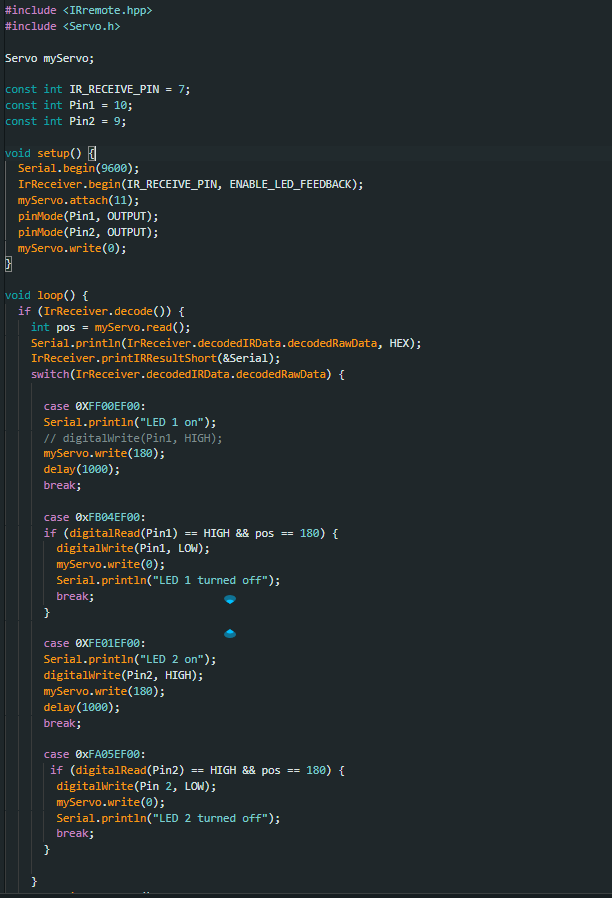 #include <IRremote.hpp>
#include <Servo.h>
Servo myServo;
const int IR_RECEIVE_PIN = 7;
const int Pin1 = 10;
const int Pin2 = 9;
void setup() {
Serial.begin(9600);
IrReceiver.begin(IR_RECEIVE_PIN, ENABLE_LED_FEEDBACK);
myServo.attach(11);
pinMode(Pin1, OUTPUT);
pinMode(Pin2, OUTPUT);
myServo.write(0);
}
void loop() {
if (IrReceiver.decode()) {
int pos = myServo.read();
Serial.println(IrReceiver.decodedIRData.decodedRawData, HEX);
IrReceiver.printIRResultShort(&Serial);
switch(IrReceiver.decodedIRData.decodedRawData) {
case 0XFF00EF00:
Serial.println("LED 1 on");
// digitalWrite(Pin1, HIGH);
myServo.write(180);
delay(1000);
break;
case 0xFB04EF00:
if (digitalRead(Pin1) == HIGH && pos == 180) {
digitalWrite(Pin1, LOW);
myServo.write(0);
Serial.println("LED 1 turned off");
break;
}
case 0XFE01EF00:
Serial.println("LED 2 on");
digitalWrite(Pin2, HIGH);
myServo.write(180);
delay(1000);
break;
case 0xFA05EF00:
if (digitalRead(Pin2) == HIGH && pos == 180) {
digitalWrite(Pin 2, LOW);
myServo.write(0);
Serial.println("LED 2 turned off");
break;
}
}